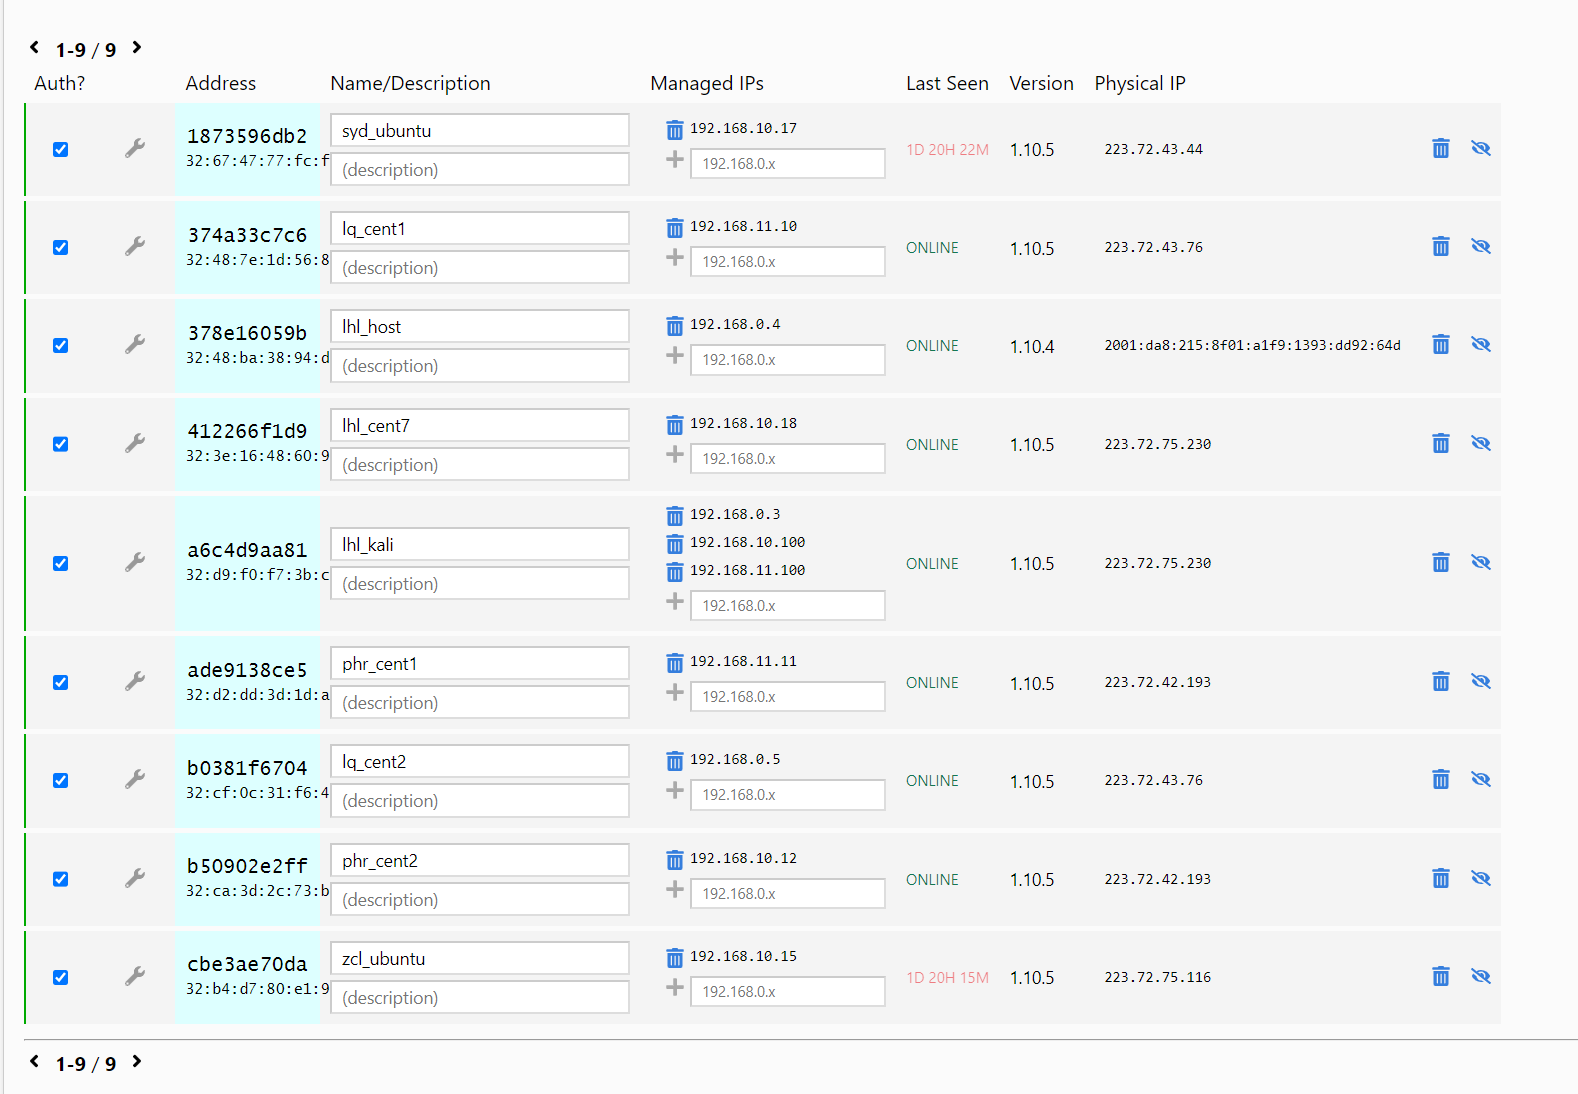 1-9 / 9
Auth? Address Name/Description Managed IPs Last Seen Version Physical IP
1873596db2 syd_ubuntu 192.168.10.17 1D 20H 22M 1.10.5 223.72.43.44
32:67:47:77:fc:f (description) 192.168.0.x
374a33c7c6 lq_cent1 192.168.11.10 ONLINE 1.10.5 223.72.43.76
32:48:7e:1d:56:8 (description) 192.168.0.x
378e16059b lhl_host 192.168.0.4 ONLINE 1.10.4 2001:da8:215:8f01:a1f9:1393:dd92:64d
32:48:ba:38:94:d (description) 192.168.0.x
412266f1d9 lhl_cent7 192.168.10.18 ONLINE 1.10.5 223.72.75.230
32:3e:16:48:60:9 (description) 192.168.0.x
192.168.0.3
a6c4d9aa81 lhl_kali 192.168.10.100 ONLINE 1.10.5 223.72.75.230
32:d9:f0:f7:3b:c (description) 192.168.11.100
192.168.0.x
ade9138ce5 phr_cent1 192.168.11.11 ONLINE 1.10.5 223.72.42.193
32:d2:dd:3d:1d:a (description) 192.168.0.x
b0381f6704 lq_cent2 192.168.0.5 ONLINE 1.10.5 223.72.43.76
32:cf:0c:31:f6:4 (description) 192.168.0.x
b50902e2ff phr_cent2 192.168.10.12 ONLINE 1.10.5 223.72.42.193
32:ca:3d:2c:73:b (description) 192.168.0.x
cbe3ae70da zcl_ubuntu 192.168.10.15 1D 20H 15M 1.10.5 223.72.75.116
32:b4:d7:80:e1:9 (description) 192.168.0.x
1-9 / 9